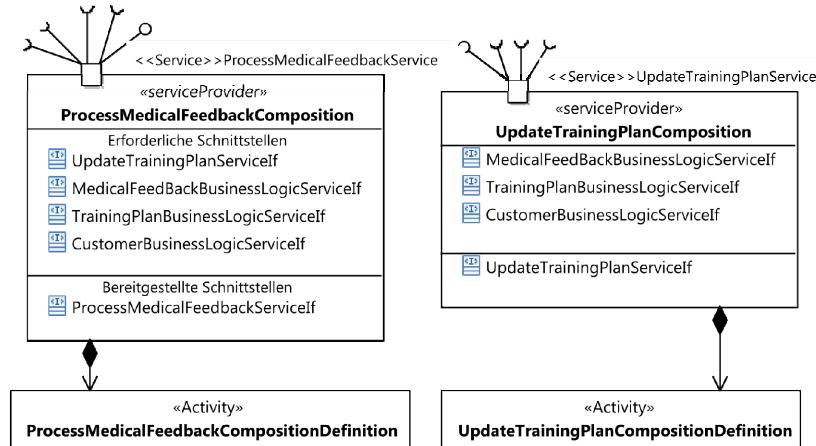 <<Service>>ProcessMedicalFeedbackService
«serviceProvider»
ProcessMedicalFeedbackComposition
Erforderliche Schnittstellen
<I> UpdateTrainingPlanServiceIf
<I> MedicalFeedBackBusinessLogicServiceIf
<I> TrainingPlanBusinessLogicServiceIf
<I> CustomerBusinessLogicServiceIf
Bereitgestellte Schnittstellen
<I> ProcessMedicalFeedbackServiceIf
«Activity»
ProcessMedicalFeedbackCompositionDefinition
<<Service>>UpdateTrainingPlanService
«serviceProvider»
UpdateTrainingPlanComposition
<I> MedicalFeedBackBusinessLogicServiceIf
<I> TrainingPlanBusinessLogicServiceIf
<I> CustomerBusinessLogicServiceIf
<I> UpdateTrainingPlanServiceIf
«Activity»
UpdateTrainingPlanCompositionDefinition